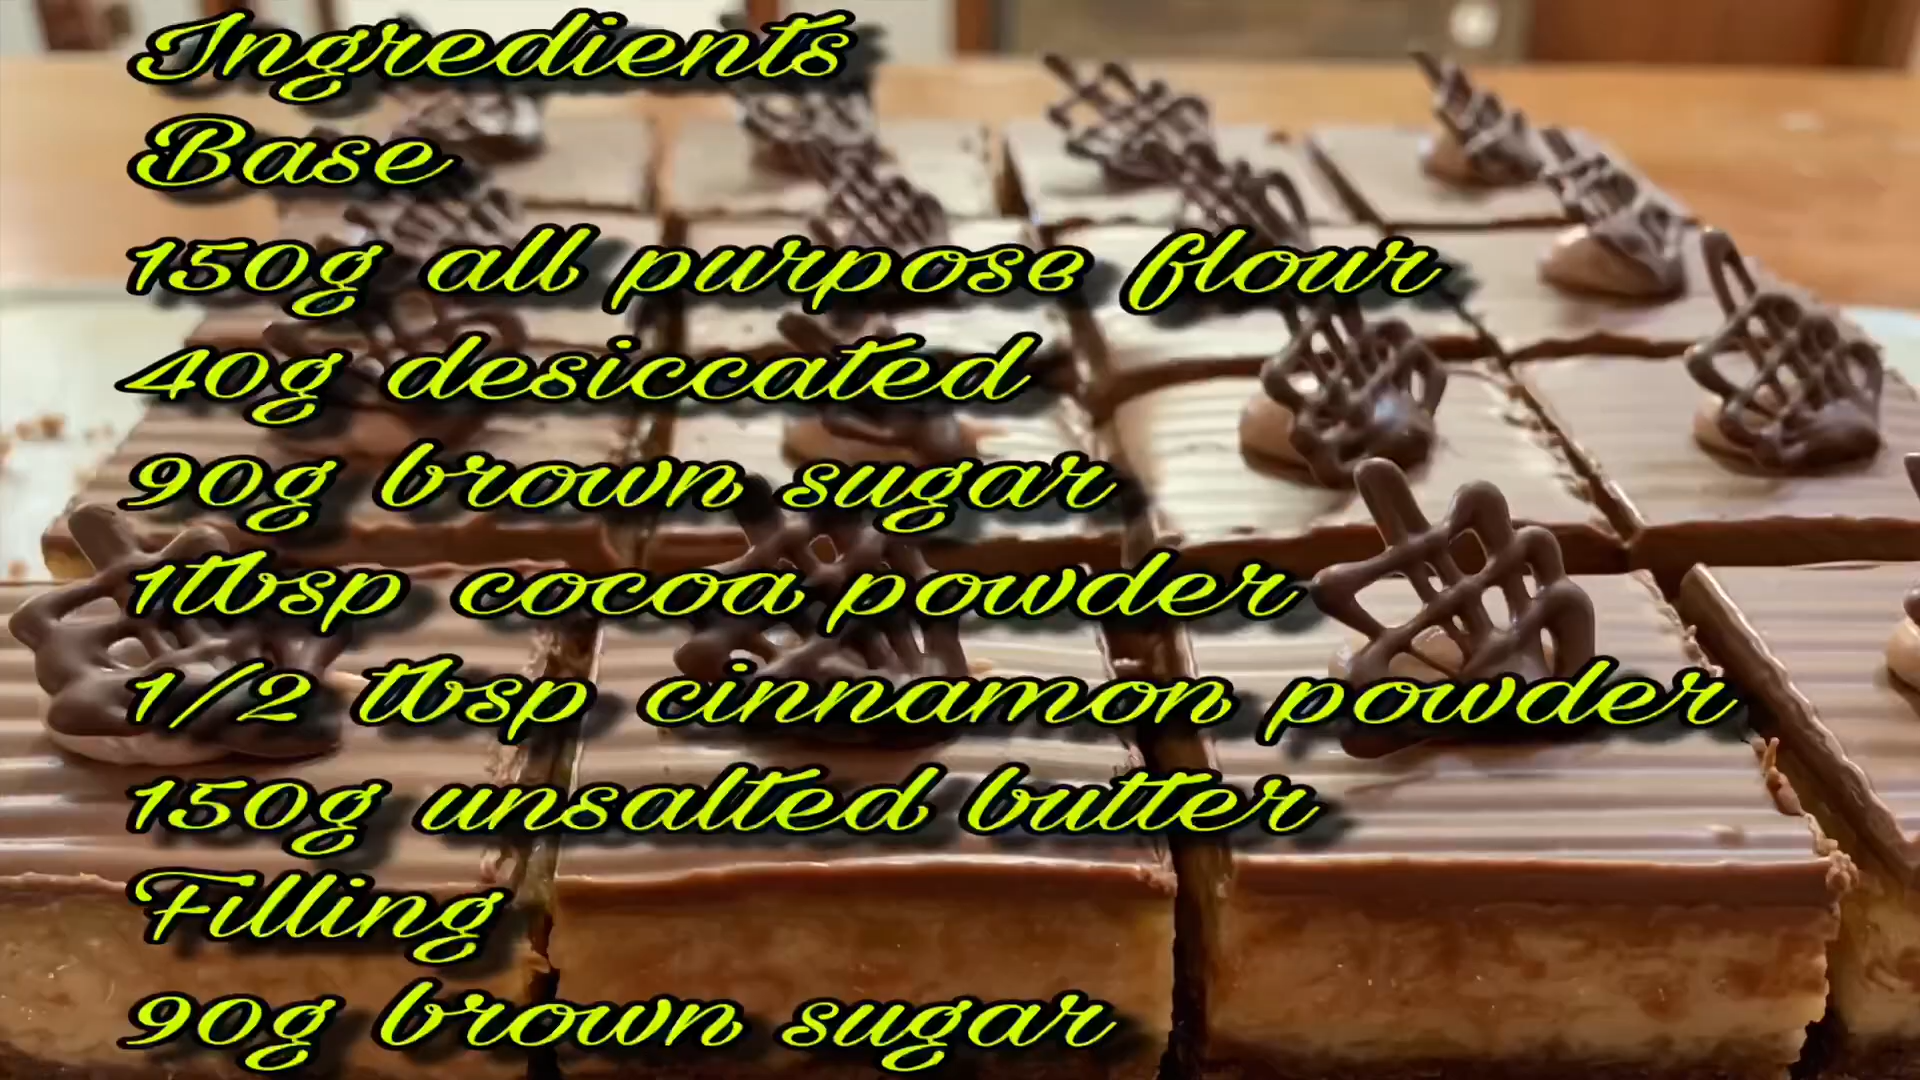 Ingredients
Base
150g all purpose flour
40g desiccated
90g brown sugar
1tbsp cocoa powder
1/2 tbsp cinnamon powder
150g unsalted butter
Filling
90g brown sugar